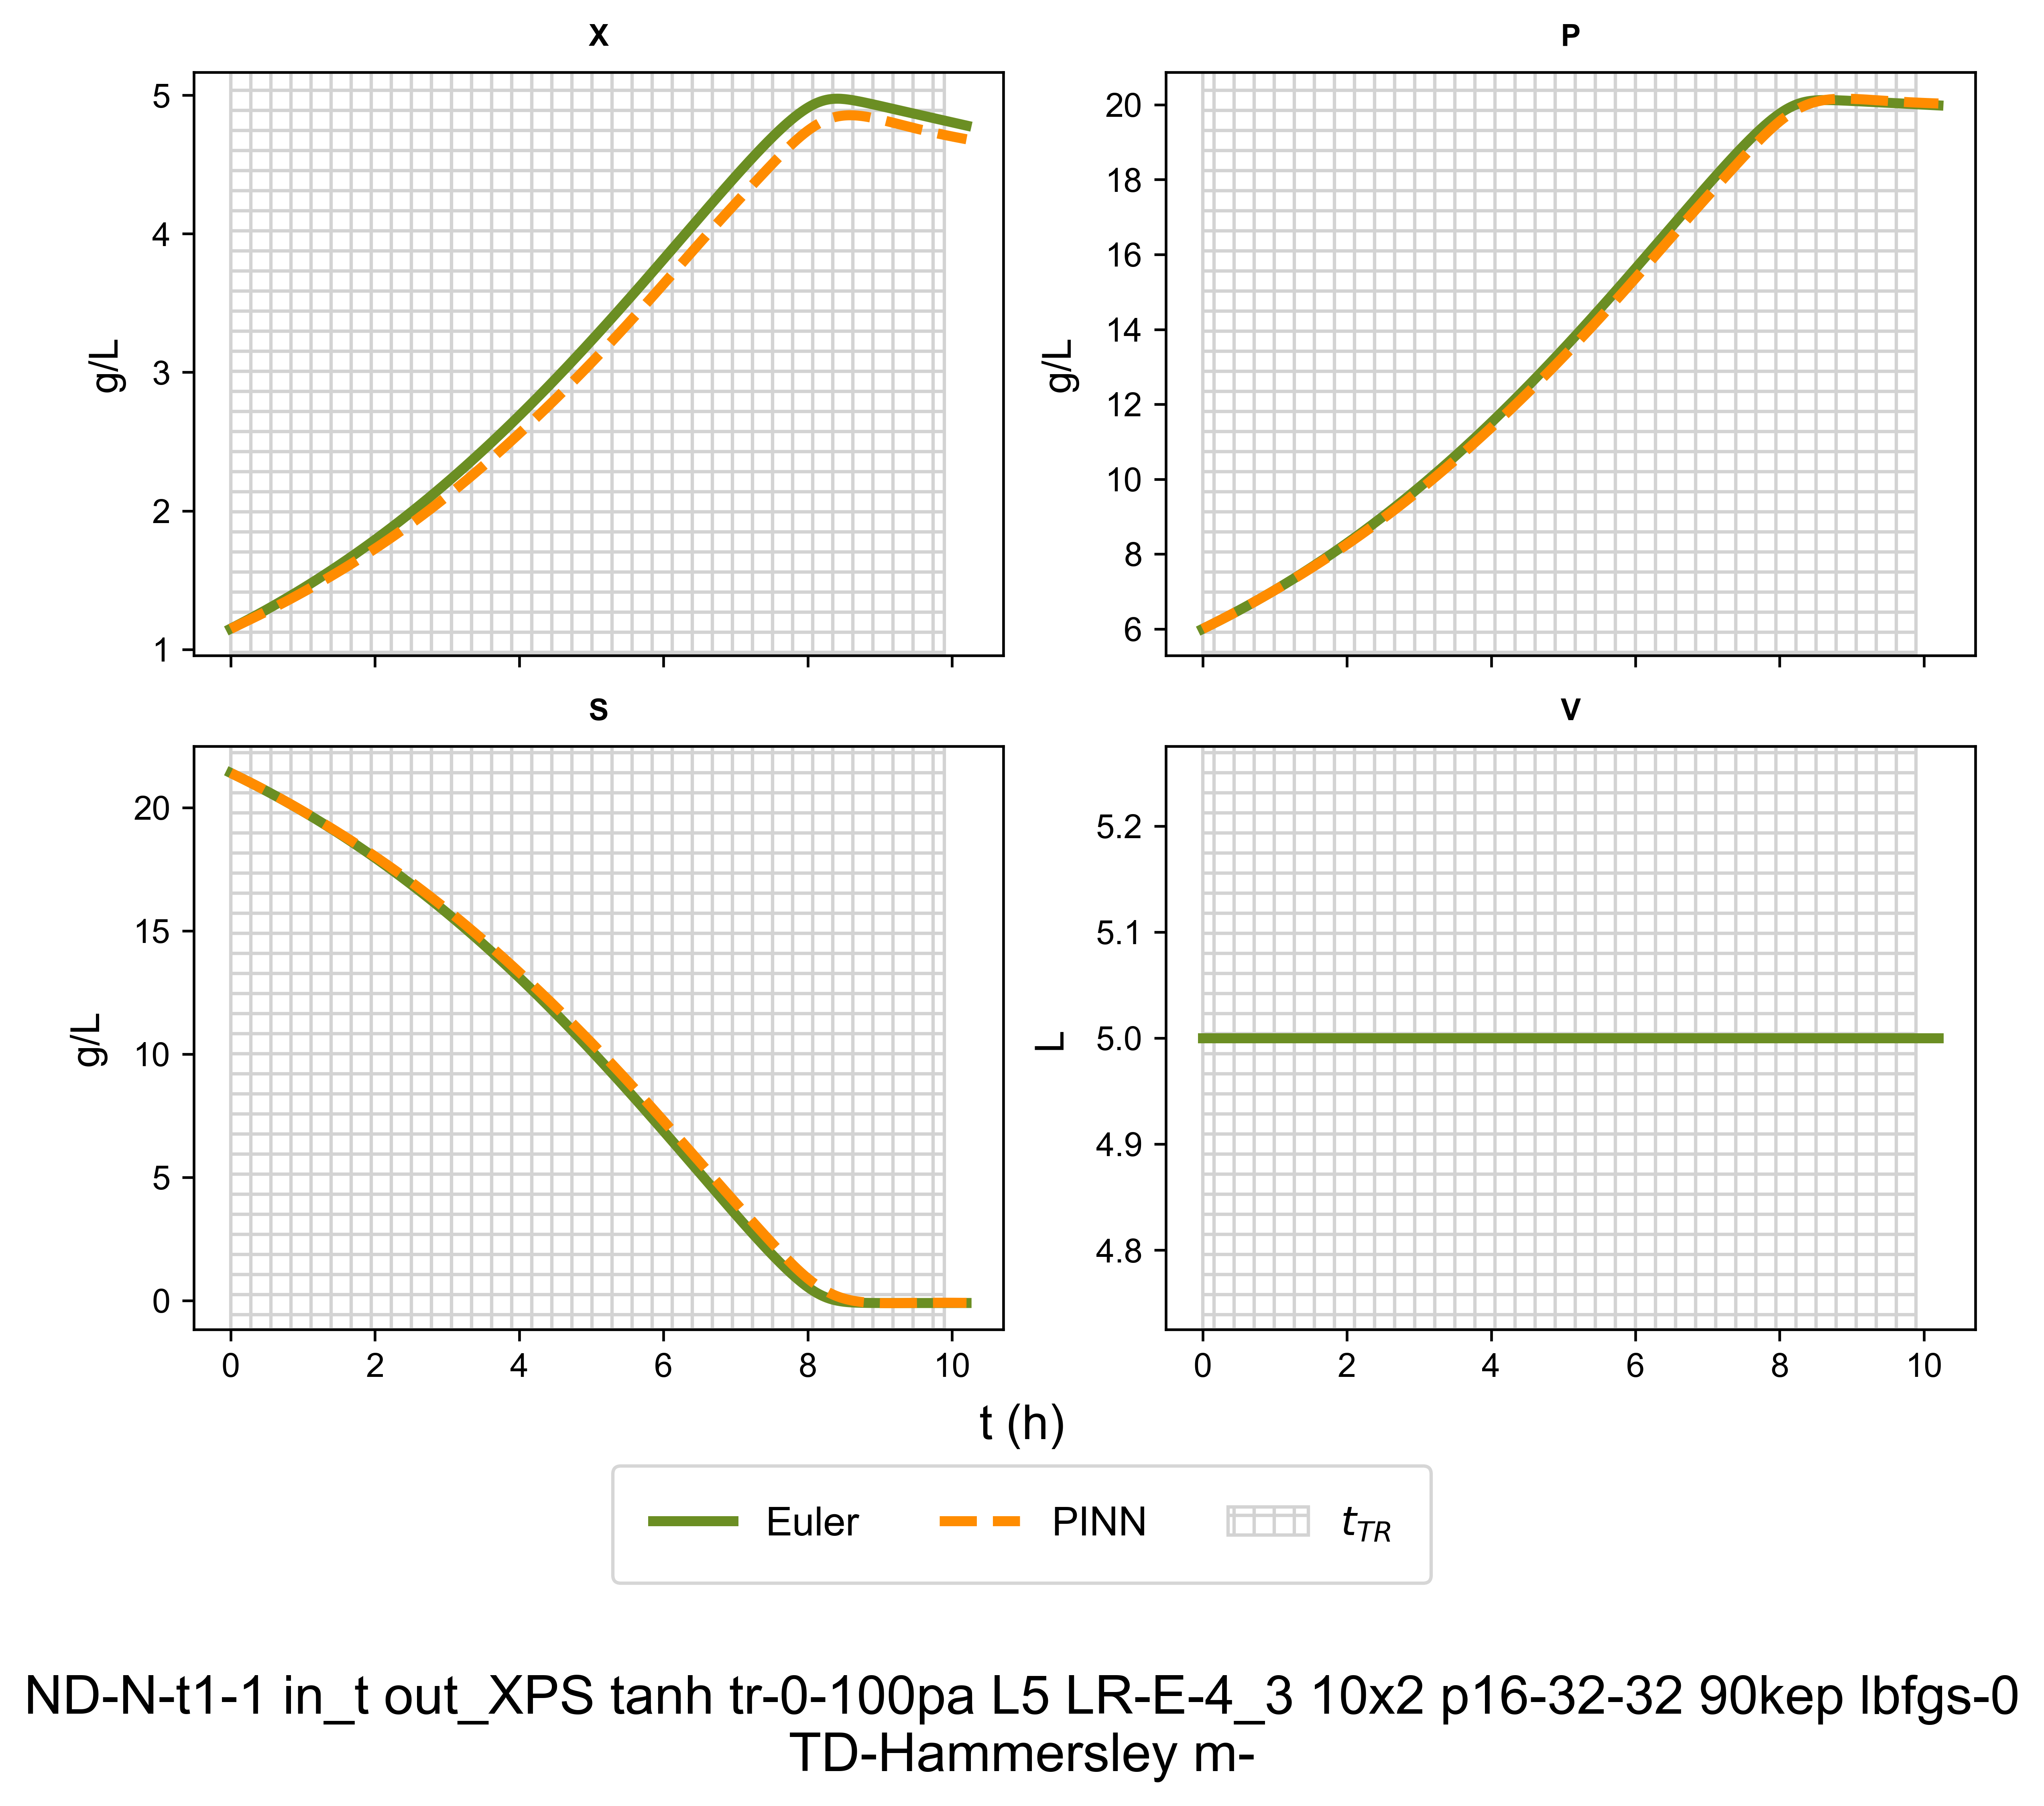 X
5
4
3
2
1
g/L
P
20
18
16
14
12
10
8
6
g/L
S
20
15
10
5
0
g/L
0 2 4 6 8 10
V
5.2
5.1
5.0
4.9
4.8
L
0 2 4 6 8 10
t (h)
Euler PINN t_TR
ND-N-t1-1 in_t out_XPS tanh tr-0-100pa L5 LR-E-4_3 10x2 p16-32-32 90kep lbfgs-0
TD-Hammersley m-